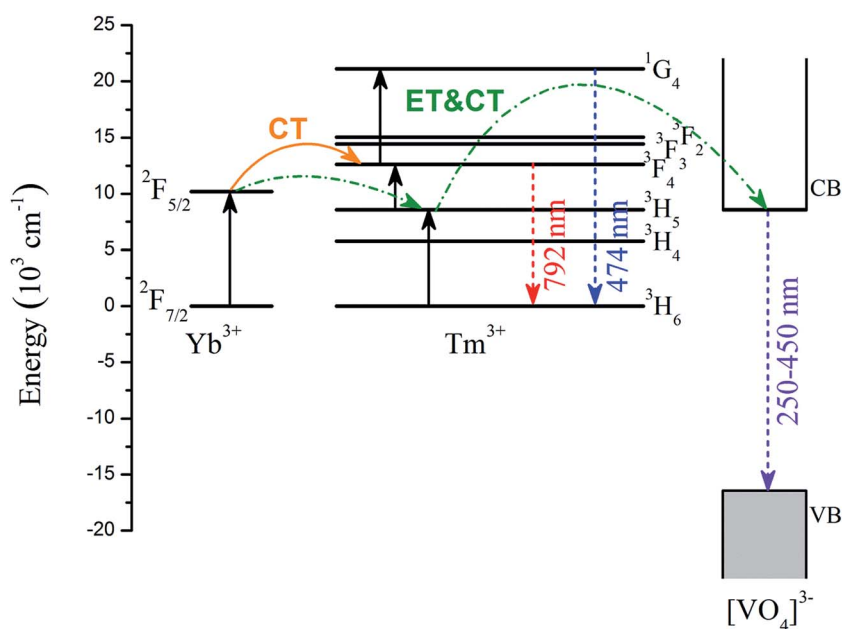 Energy (10³ cm⁻¹)
25
20
15
10
5
0
-5
-10
-15
-20
²F₅/₂
²F₇/₂
Yb³⁺
CT
ET&CT
¹G₄
³F₂
³F₃
³F₄
³H₅
³H₄
³H₆
792 nm
474 nm
Tm³⁺
CB
250-450 nm
VB
[VO₄]³⁻